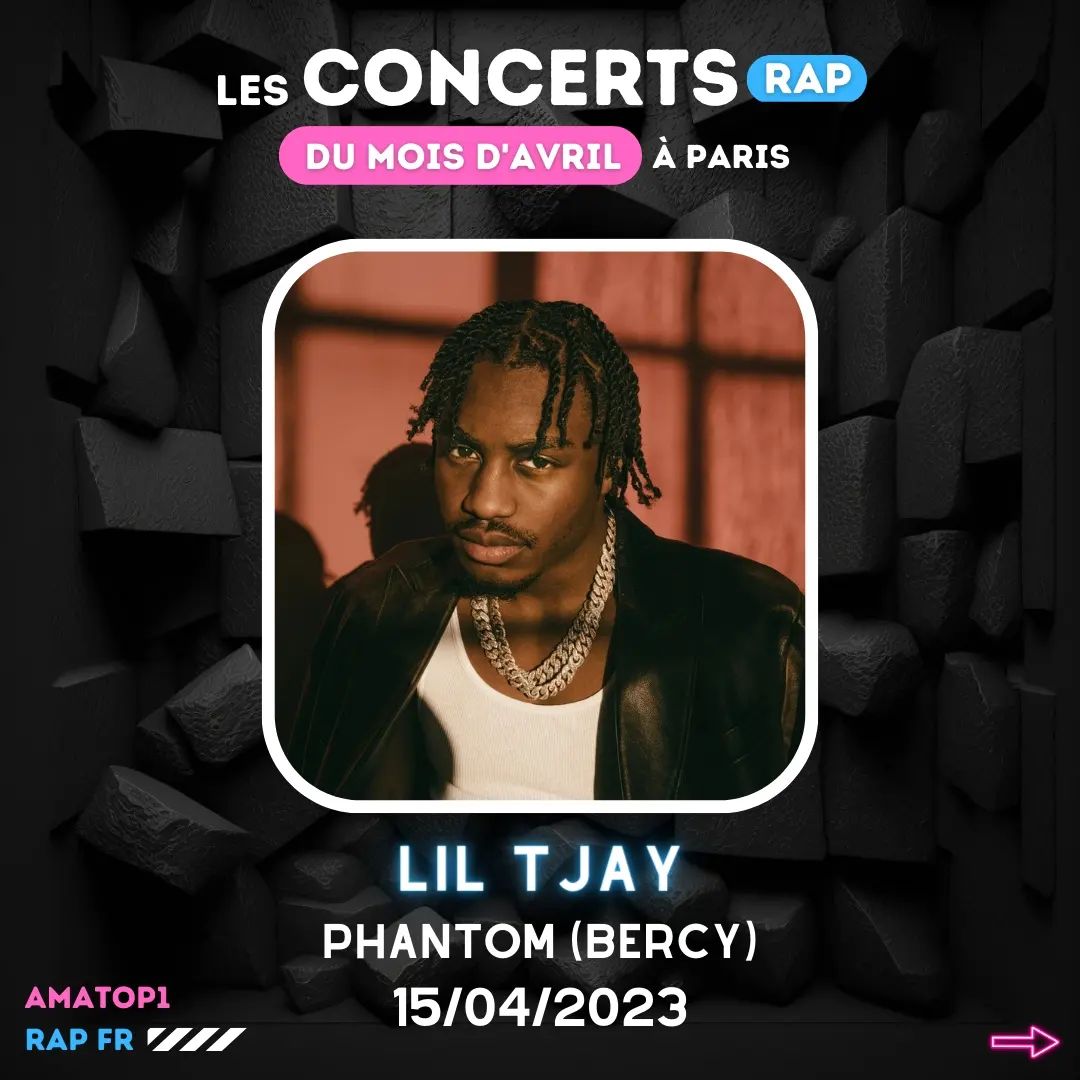 LES CONCERTS RAP
DU MOIS D'AVRIL À PARIS
LIL TJAY
PHANTOM (BERCY)
15/04/2023
AMATOP1
RAP FR